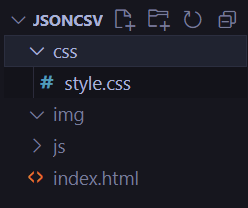 JSONCSV
css
# style.css
img
js
<> index.html